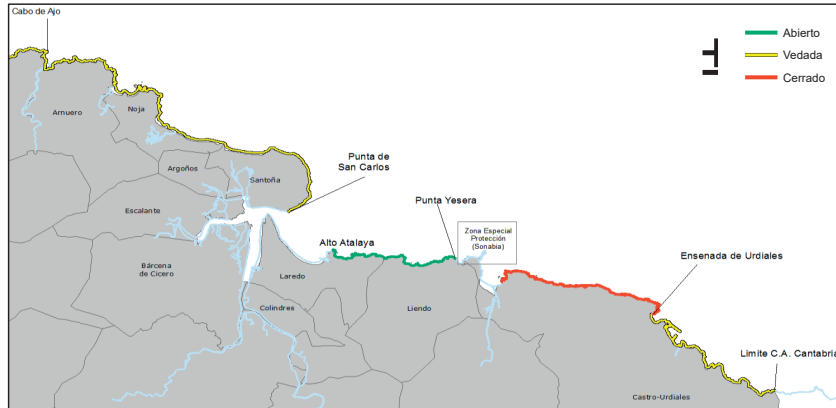 Cabo de Ajo
Abierto
Vedada
Cerrado
Noja
Arnuero
Argoños
Santoña
Punta de
San Carlos
Escalante
Punta Yesera
Zona Especial
Protección
(Sonabia)
Alto Atalaya
Ensenada de Urdiales
Bárcena
de Cicero
Laredo
Colindres
Liendo
Limite C.A. Cantabria
Castro-Urdiales